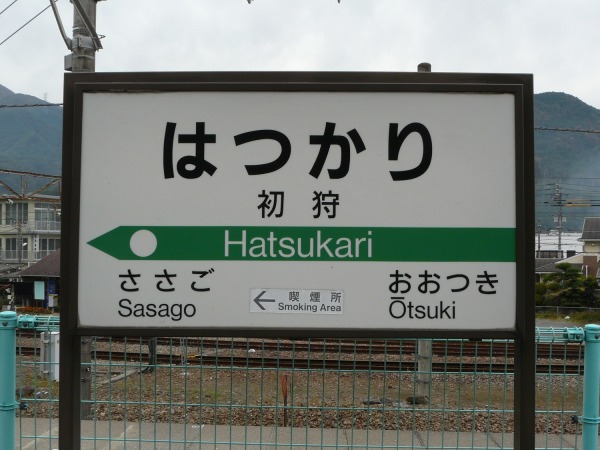 はつかり
初狩
Hatsukari
ささご
Sasago
喫煙所
Smoking Area
おおつき
Ōtsuki